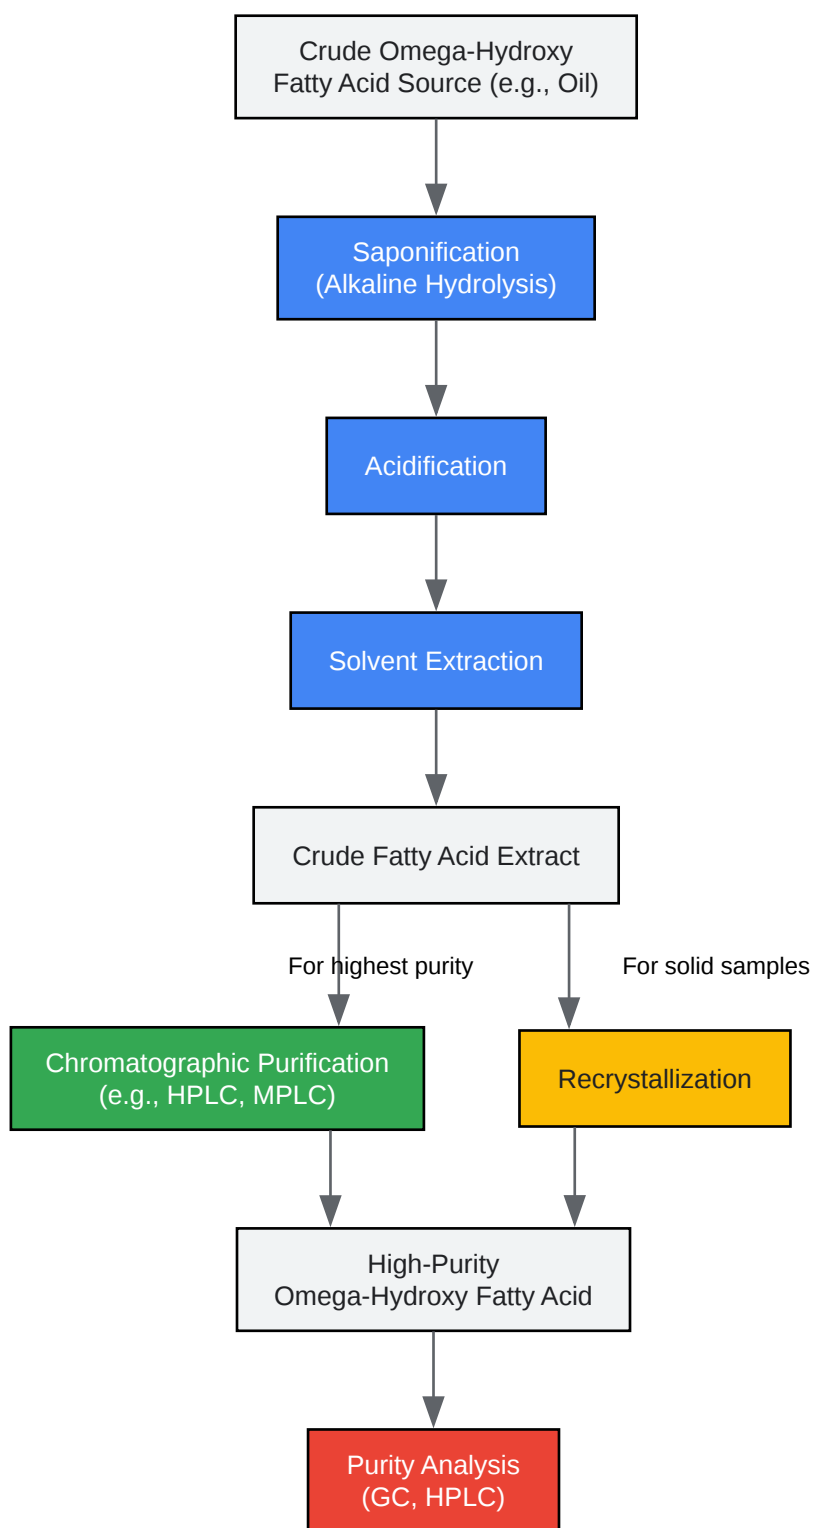 Crude Omega-Hydroxy
Fatty Acid Source (e.g., Oil)
Saponification
(Alkaline Hydrolysis)
Acidification
Solvent Extraction
Crude Fatty Acid Extract
For highest purity
For solid samples
Chromatographic Purification
(e.g., HPLC, MPLC)
Recrystallization
High-Purity
Omega-Hydroxy Fatty Acid
Purity Analysis
(GC, HPLC)